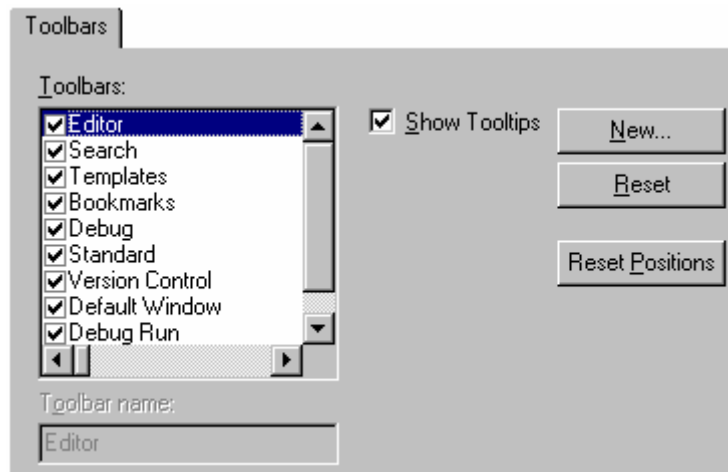 Toolbars
Toolbars:
Editor
Search
Templates
Bookmarks
Debug
Standard
Version Control
Default Window
Debug Run
Show Tooltips
New...
Reset
Reset Positions
Toolbar name:
Editor